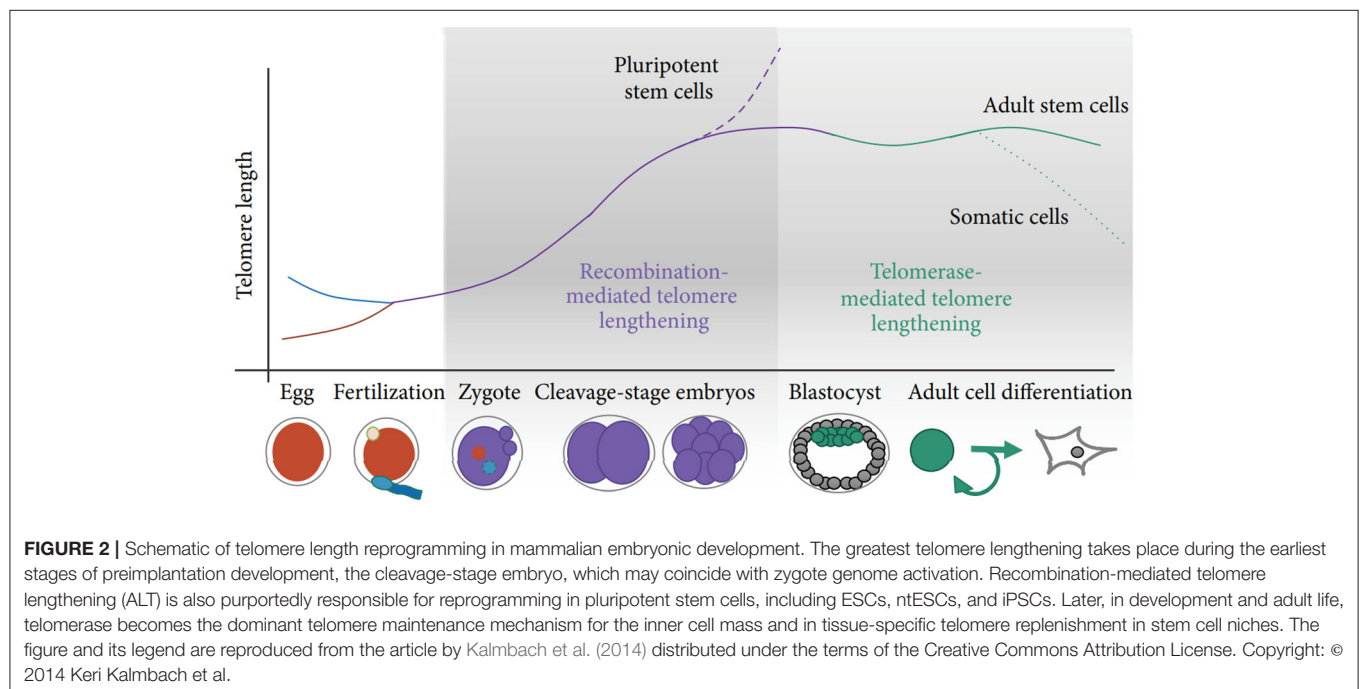 Pluripotent
stem cells
Adult stem cells
Telomere length
Somatic cells
Recombination-
mediated telomere
lengthening
Telomerase-
mediated telomere
lengthening
Egg Fertilization Zygote Cleavage-stage embryos Blastocyst Adult cell differentiation
FIGURE 2 | Schematic of telomere length reprogramming in mammalian embryonic development. The greatest telomere lengthening takes place during the earliest
stages of preimplantation development, the cleavage-stage embryo, which may coincide with zygote genome activation. Recombination-mediated telomere
lengthening (ALT) is also purportedly responsible for reprogramming in pluripotent stem cells, including ESCs, ntESCs, and iPSCs. Later, in development and adult life,
telomerase becomes the dominant telomere maintenance mechanism for the inner cell mass and in tissue-specific telomere replenishment in stem cell niches. The
figure and its legend are reproduced from the article by Kalmbach et al. (2014) distributed under the terms of the Creative Commons Attribution License. Copyright: ©
2014 Keri Kalmbach et al.